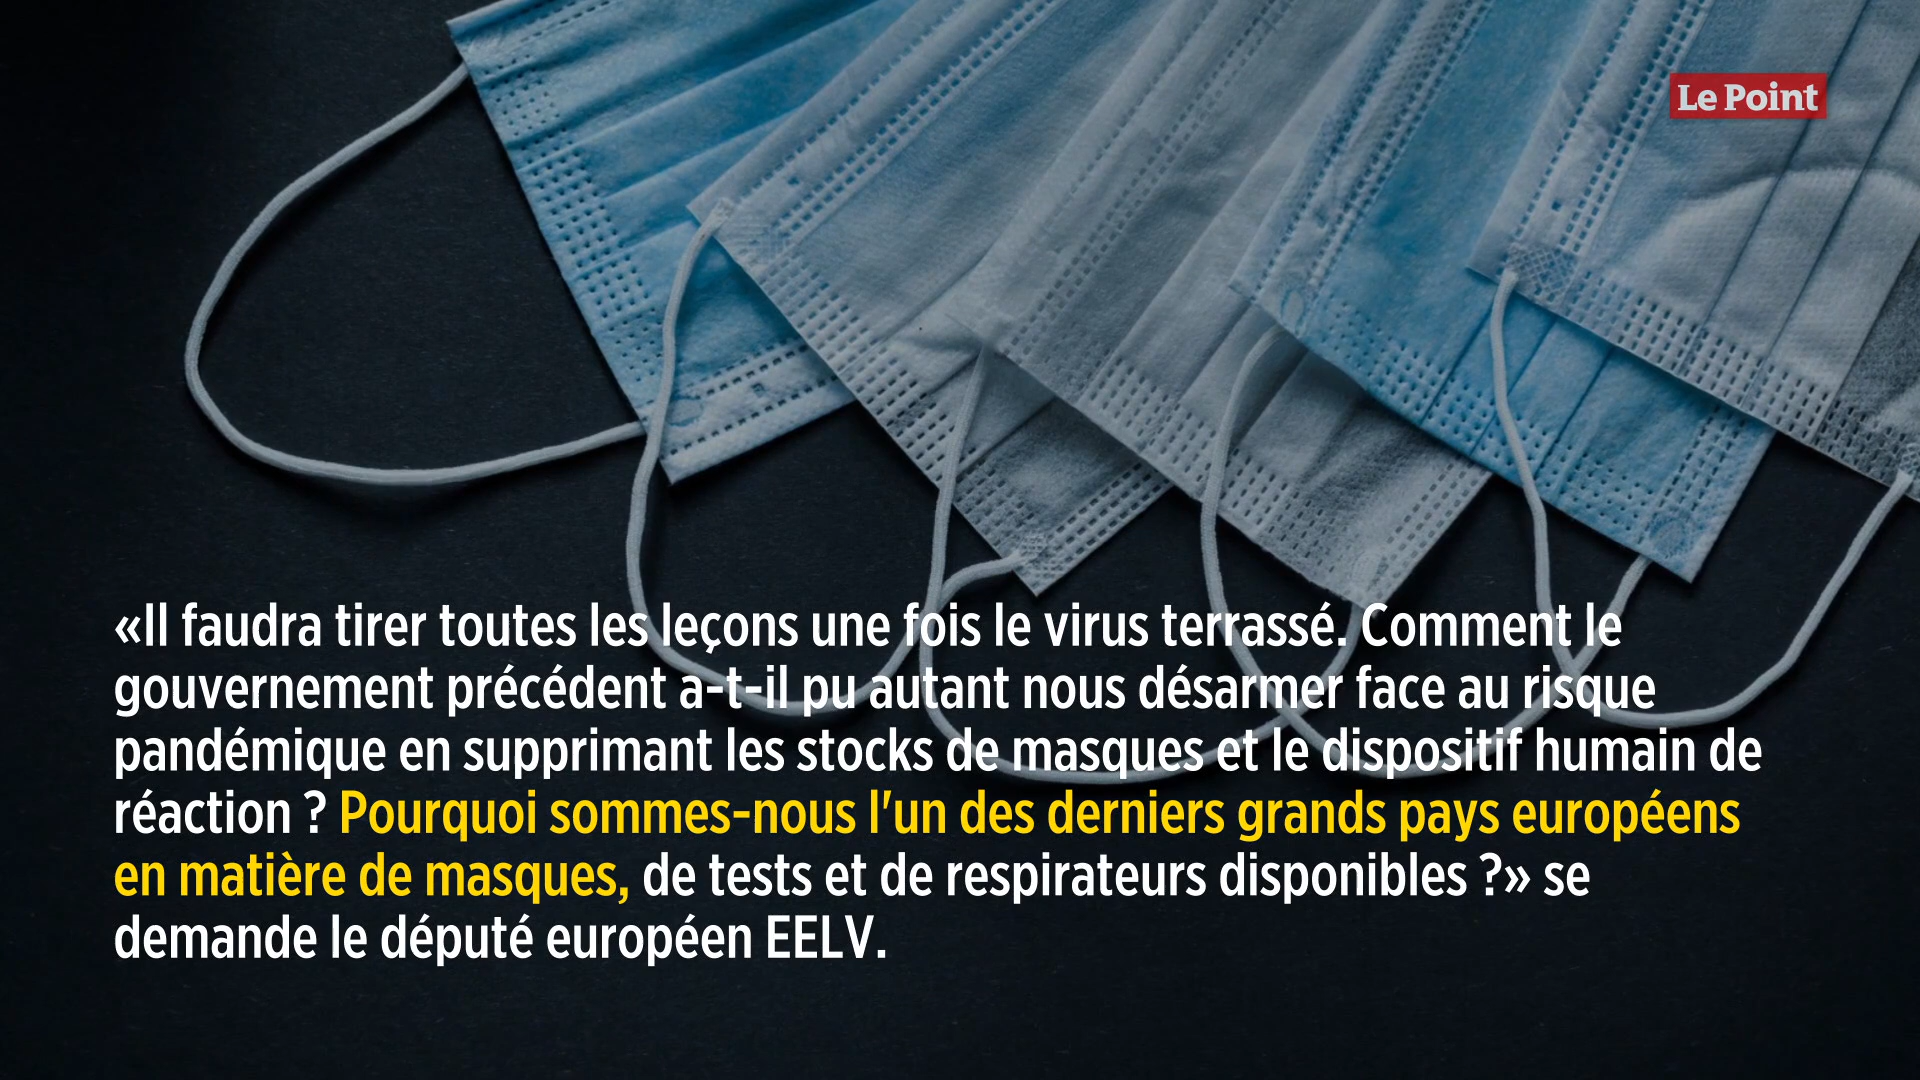 Le Point
«Il faudra tirer toutes les leçons une fois le virus terrassé. Comment le
gouvernement précédent a-t-il pu autant nous désarmer face au risque
pandémique en supprimant les stocks de masques et le dispositif humain de
réaction ? Pourquoi sommes-nous l'un des derniers grands pays européens
en matière de masques, de tests et de respirateurs disponibles ?» se
demande le député européen EELV.